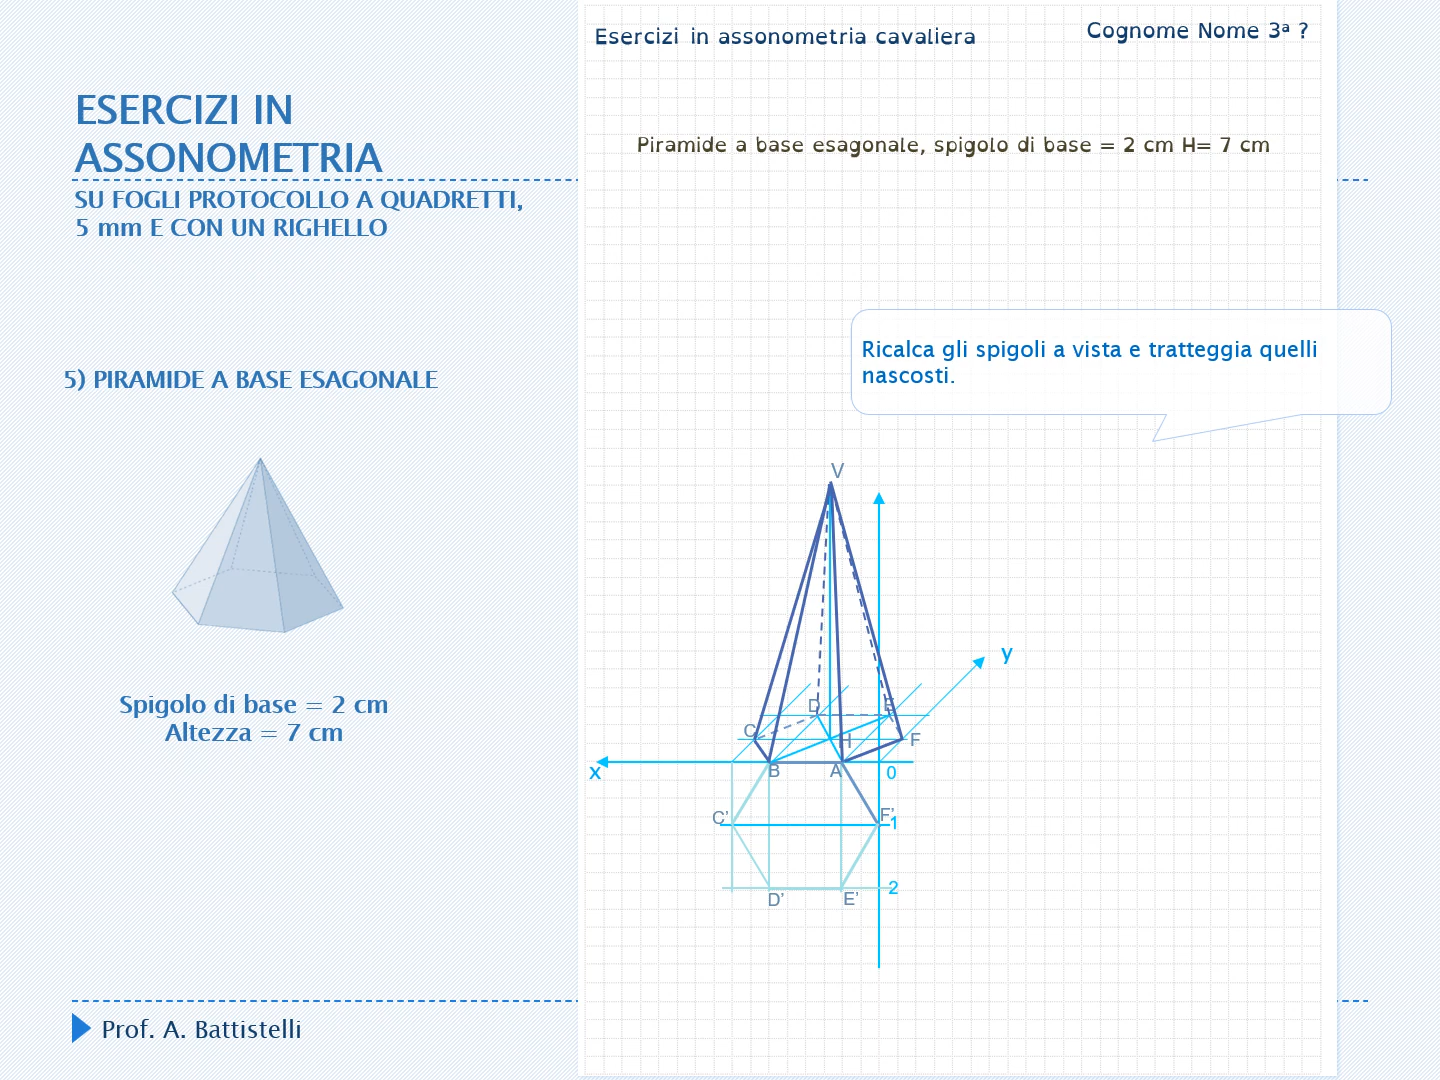 Esercizi in assonometria cavaliera
Cognome Nome 3ª ?
ESERCIZI IN
ASSONOMETRIA
SU FOGLI PROTOCOLLO A QUADRETTI,
5 mm E CON UN RIGHELLO
Piramide a base esagonale, spigolo di base = 2 cm H= 7 cm
Ricalca gli spigoli a vista e tratteggia quelli
nascosti.
5) PIRAMIDE A BASE ESAGONALE
Spigolo di base = 2 cm
Altezza = 7 cm
V
y
D
E
C
H
F
x
B
A
0
C'
F'
1
2
D'
E'
Prof. A. Battistelli